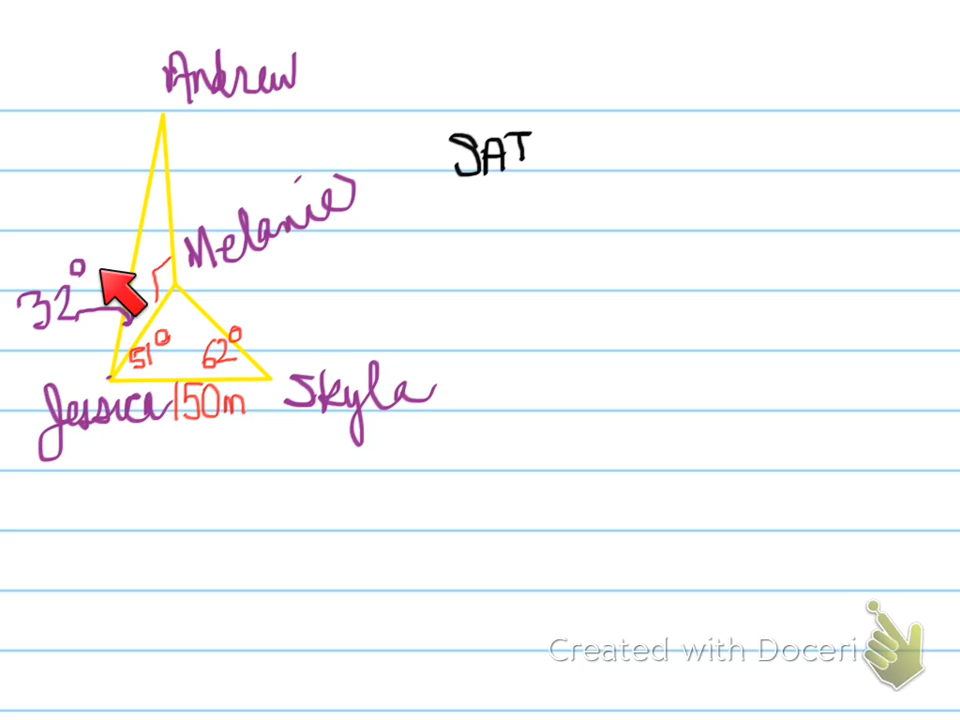 Andrew
SAT
Melanie
32°
51° 62°
Jessica 150m Skyla
Created with Doceri